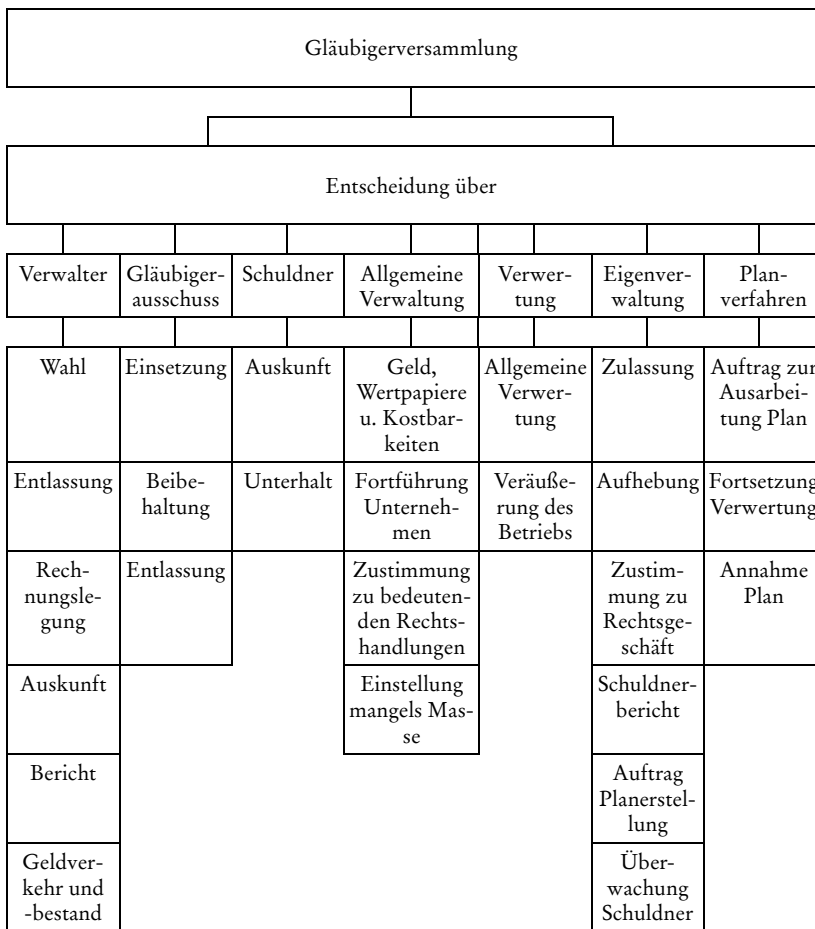 Gläubigerversammlung
Entscheidung über
Verwalter
Gläubiger-
ausschuss
Schuldner
Allgemeine
Verwaltung
Verwer-
tung
Eigenver-
waltung
Plan-
verfahren
Wahl
Einsetzung
Auskunft
Geld,
Wertpapiere
u. Kostbar-
keiten
Allgemeine
Verwer-
tung
Zulassung
Auftrag zur
Ausarbei-
tung Plan
Entlassung
Beibe-
haltung
Unterhalt
Fortführung
Unterneh-
men
Veräuße-
rung des
Betriebs
Aufhebung
Fortsetzung
Verwertung
Rech-
nungsle-
gung
Entlassung
Zustimmung
zu bedeuten-
den Rechts-
handlungen
Zustim-
mung zu
Rechtsge-
schäft
Annahme
Plan
Auskunft
Einstellung
mangels Mas-
se
Schuldner-
bericht
Bericht
Auftrag
Planerstel-
lung
Geldver-
kehr und
-bestand
Über-
wachung
Schuldner